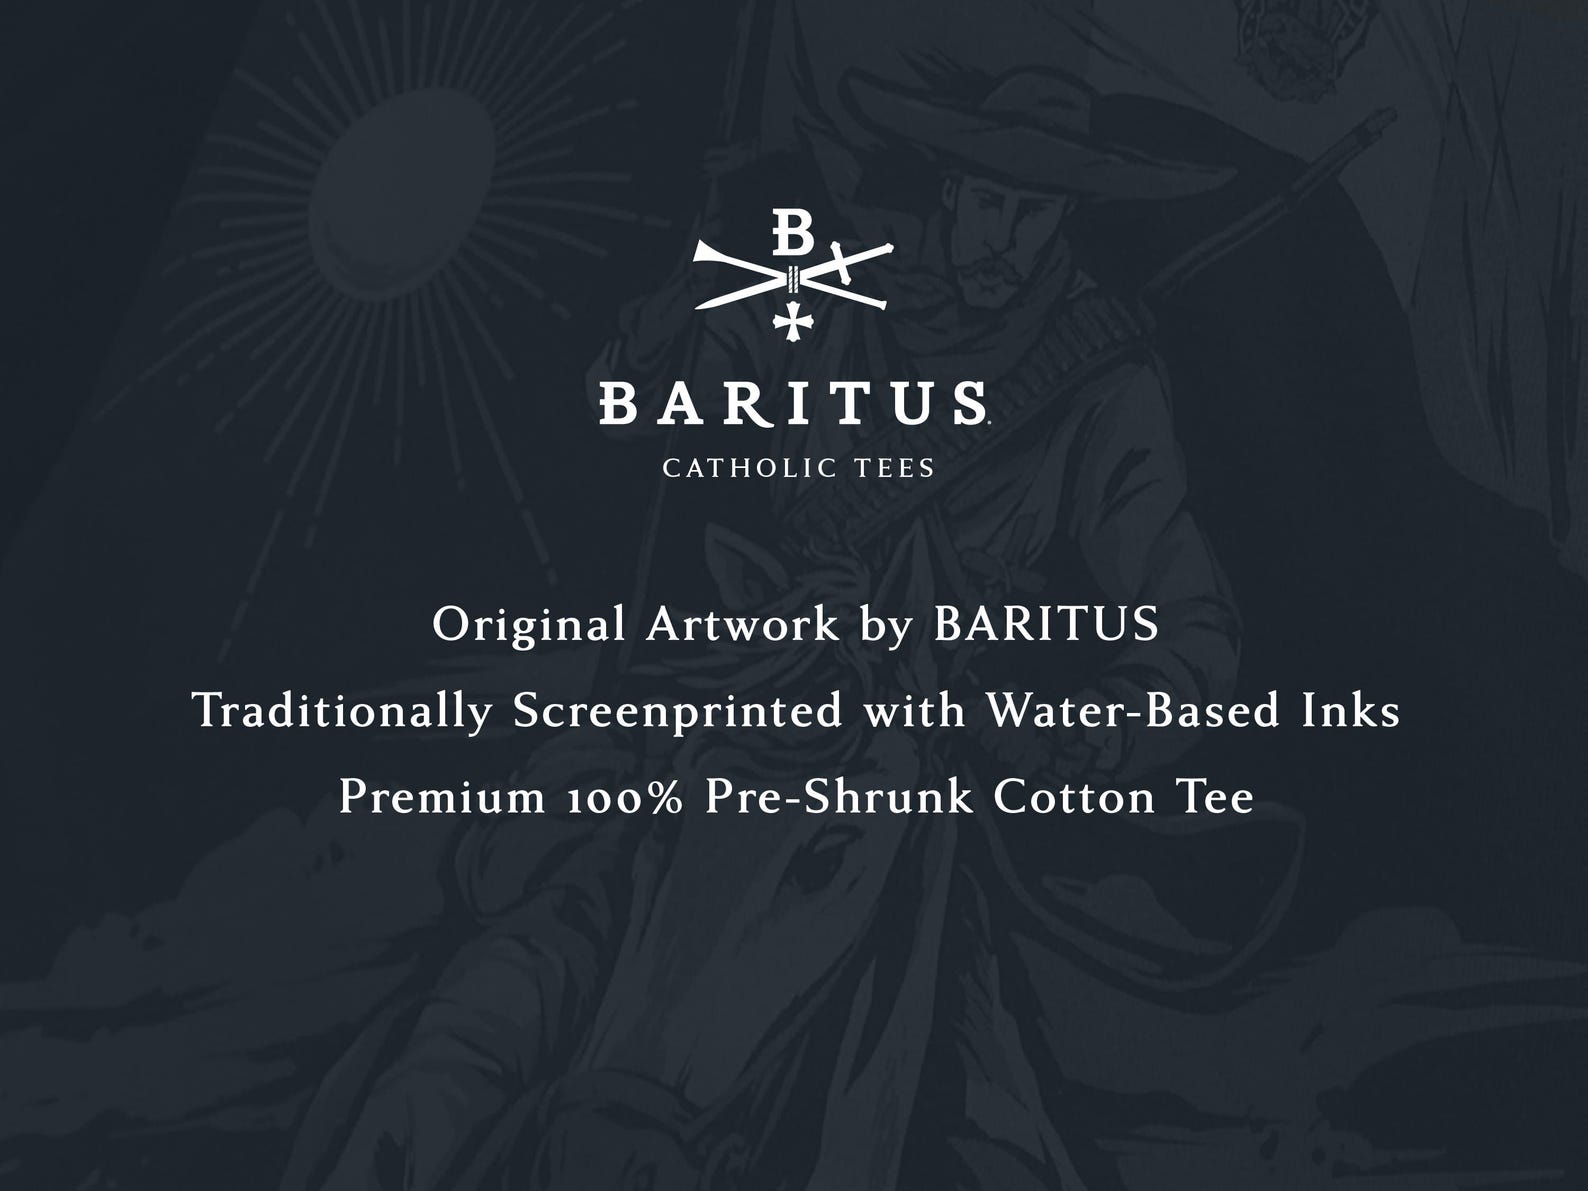 B
BARITUS
CATHOLIC TEES
Original Artwork by BARITUS
Traditionally Screenprinted with Water-Based Inks
Premium 100% Pre-Shrunk Cotton Tee